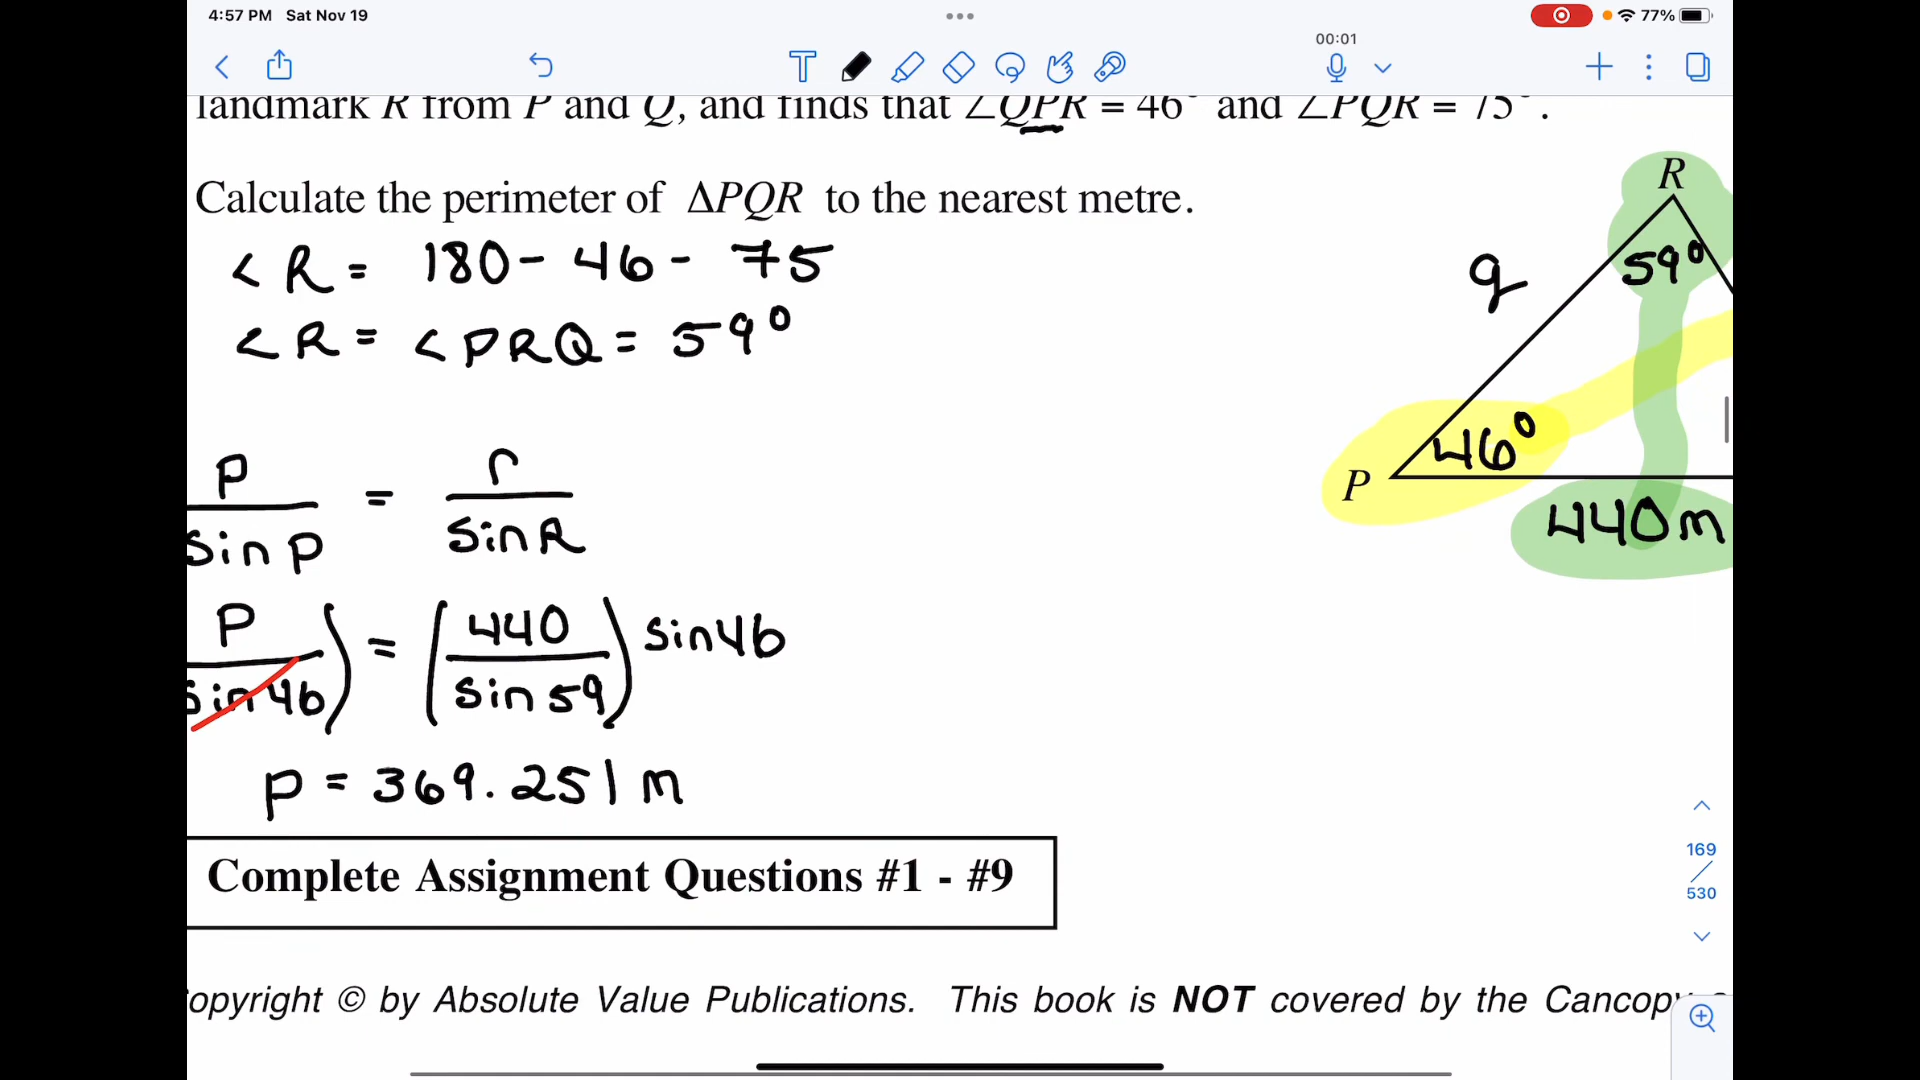 4:57 PM Sat Nov 19
77%
00:01
landmark R from P and Q, and finds that ∠QPR = 46° and ∠PQR = 75°.
Calculate the perimeter of ΔPQR to the nearest metre.
R
< R = 180 - 46 - 75
q
59°
< R = < PRQ = 59°
46°
P
440m
p = r
sin P sin R
P = (440) sin 46
sin 46) (sin 59)
p = 369.251 m
169
530
Complete Assignment Questions #1 - #9
opyright © by Absolute Value Publications. This book is NOT covered by the Cancopy